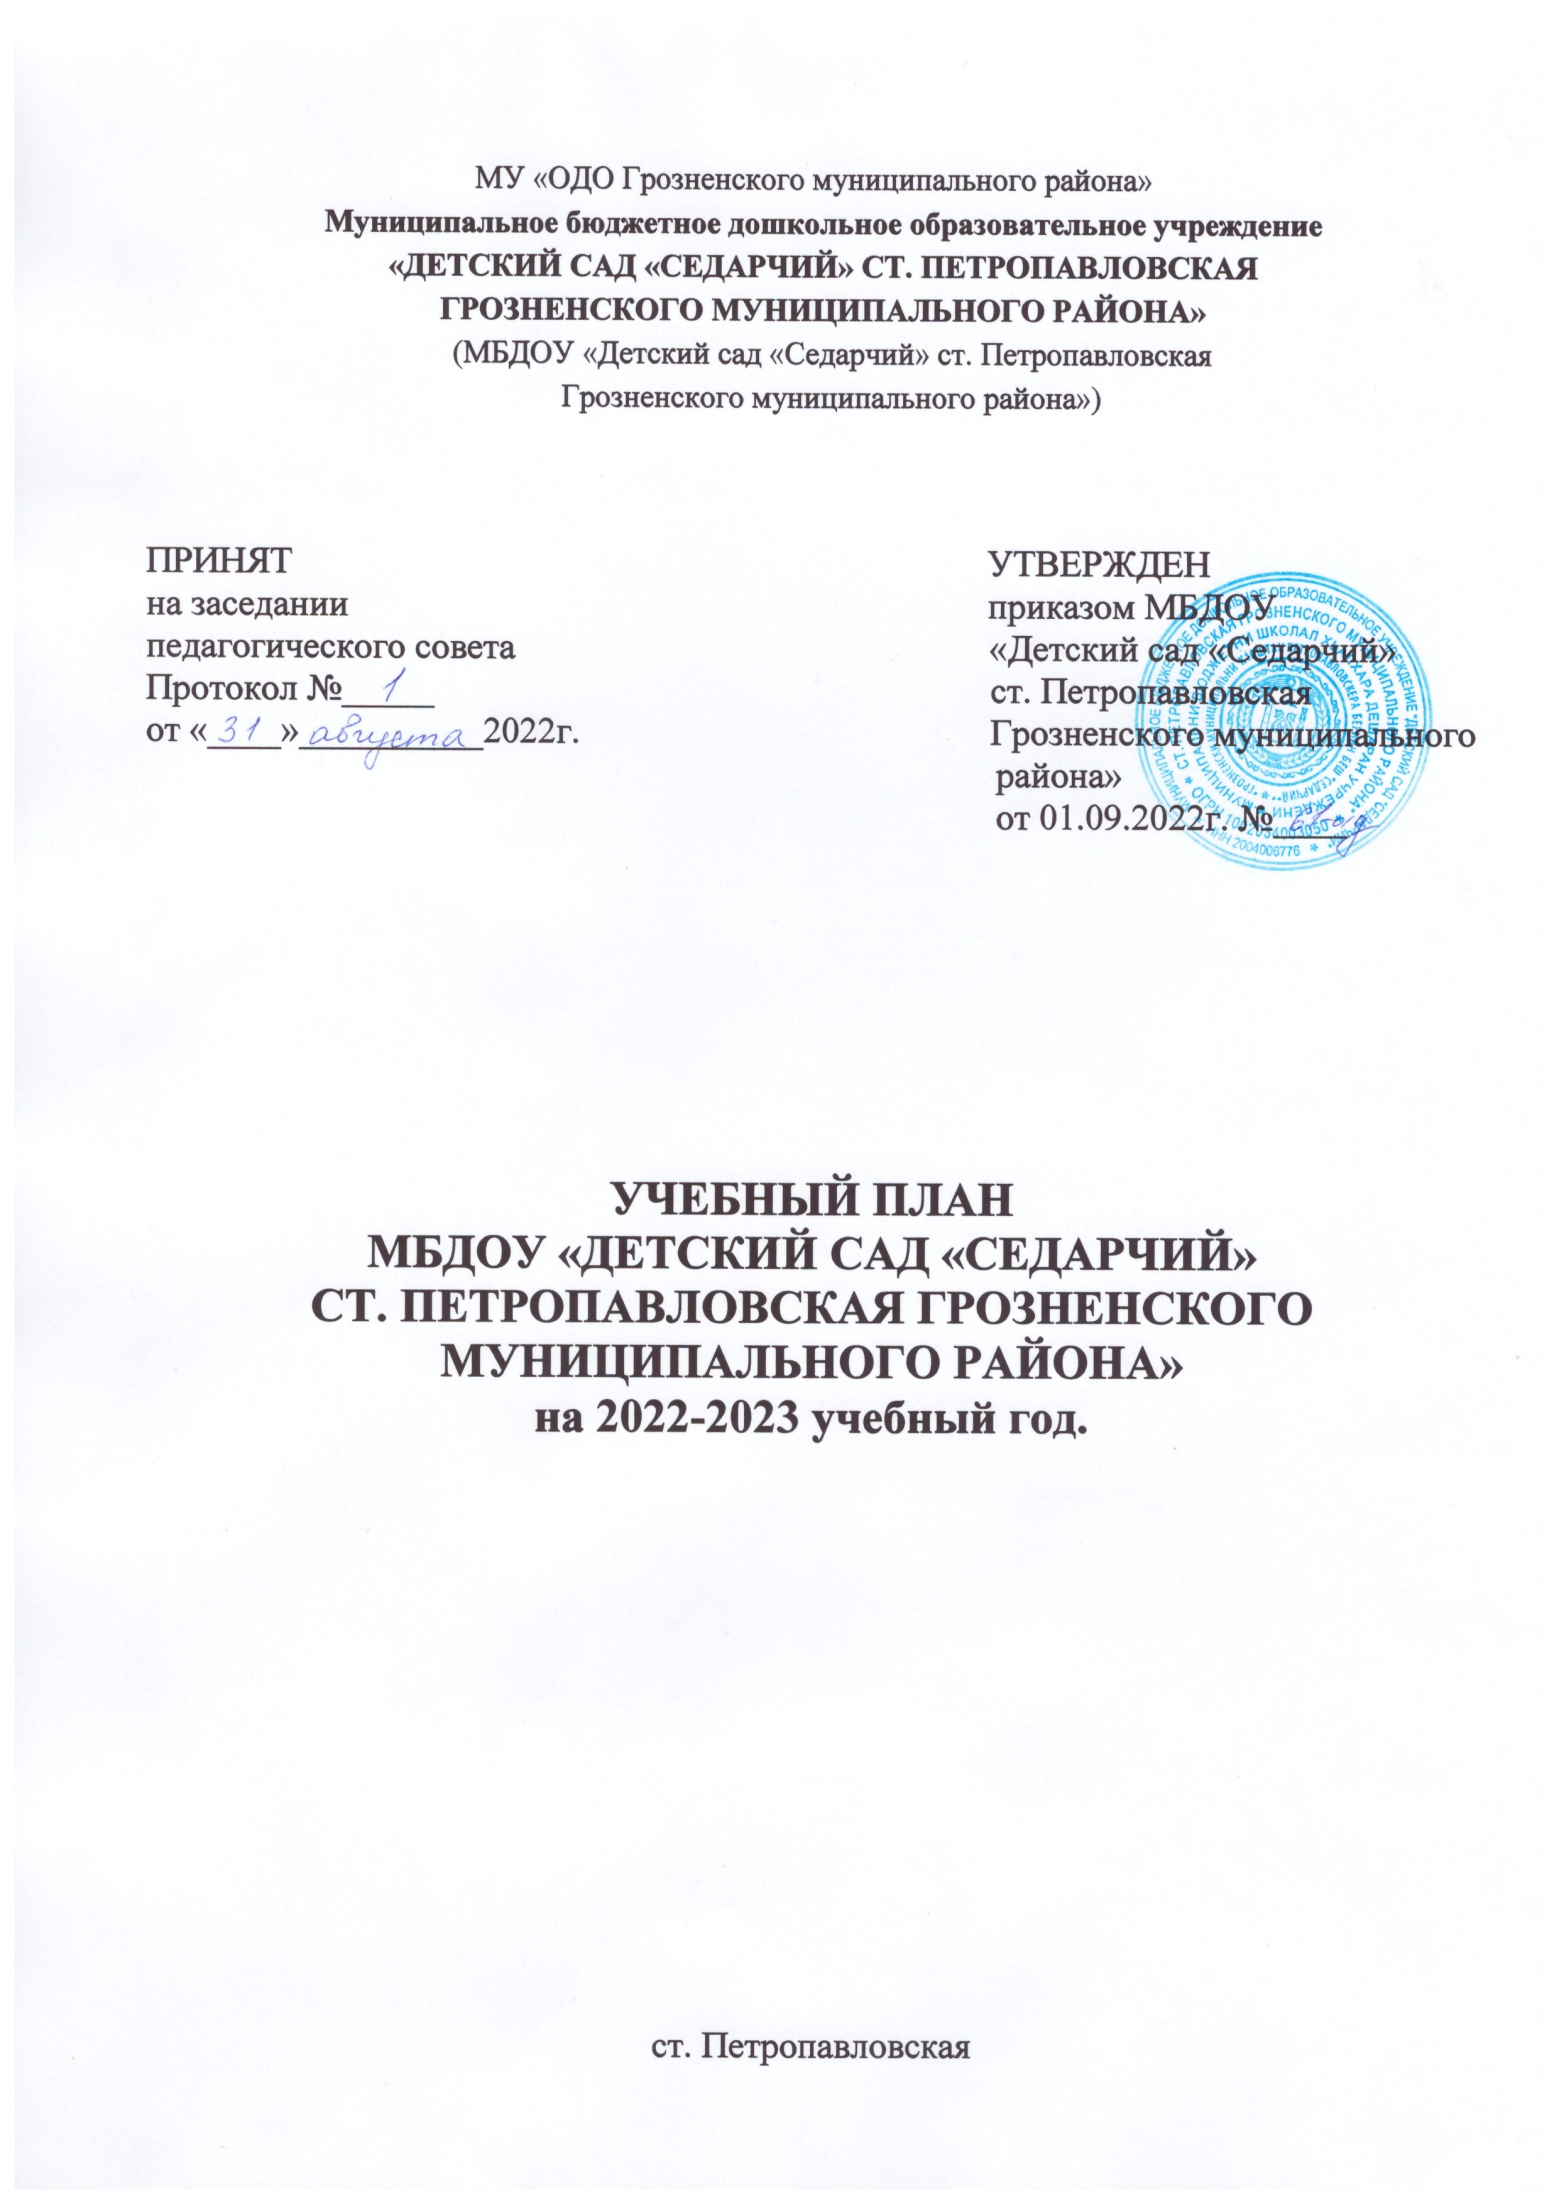 МУ «ОДО Грозненского муниципального района»
Муниципальное бюджетное дошкольное образовательное учреждение
«ДЕТСКИЙ САД «СЕДАРЧИЙ» СТ. ПЕТРОПАВЛОВСКАЯ
ГРОЗНЕНСКОГО МУНИЦИПАЛЬНОГО РАЙОНА»
(МБДОУ «Детский сад «Седарчий» ст. Петропавловская
Грозненского муниципального района»)
ПРИНЯТ
на заседании
педагогического совета
Протокол № 1
от «31» августа 2022г.
УТВЕРЖДЕН
приказом МБДОУ
«Детский сад «Седарчий»
ст. Петропавловская
Грозненского муниципального
района»
от 01.09.2022г. №
ИНН 2004006776
УЧЕБНЫЙ ПЛАН
МБДОУ «ДЕТСКИЙ САД «СЕДАРЧИЙ»
СТ. ПЕТРОПАВЛОВСКАЯ ГРОЗНЕНСКОГО
МУНИЦИПАЛЬНОГО РАЙОНА»
на 2022-2023 учебный год.
ст. Петропавловская